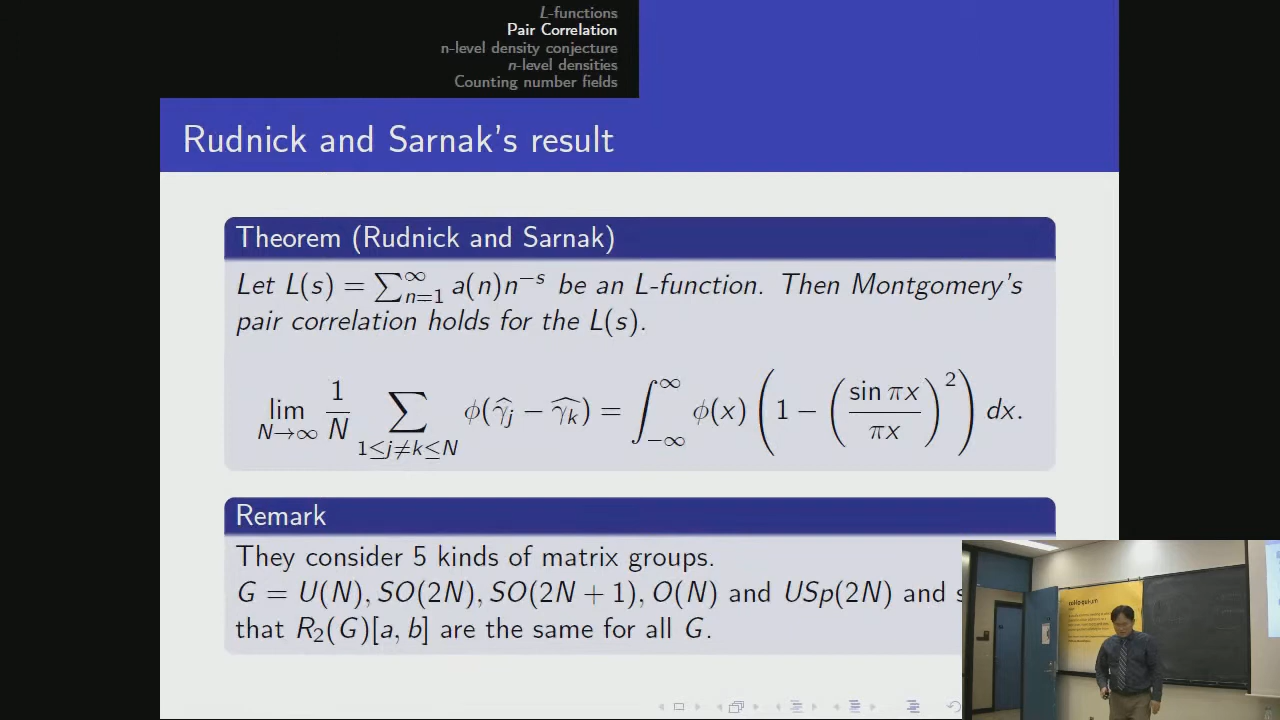 L-functions
Pair Correlation
n-level density conjecture
n-level densities
Counting number fields
Rudnick and Sarnak's result
Theorem (Rudnick and Sarnak)
Let L(s) = ∑_{n=1}^{∞} a(n)n^{-s} be an L-function. Then Montgomery's
pair correlation holds for the L(s).
lim_{N→∞} 1/N ∑_{1≤j≠k≤N} φ(γ̂_j − γ̂_k) = ∫_{−∞}^{∞} φ(x) (1 − (sin πx / πx)^2) dx.
Remark
They consider 5 kinds of matrix groups.
G = U(N), SO(2N), SO(2N + 1), O(N) and USp(2N) and
that R_2(G)[a, b] are the same for all G.